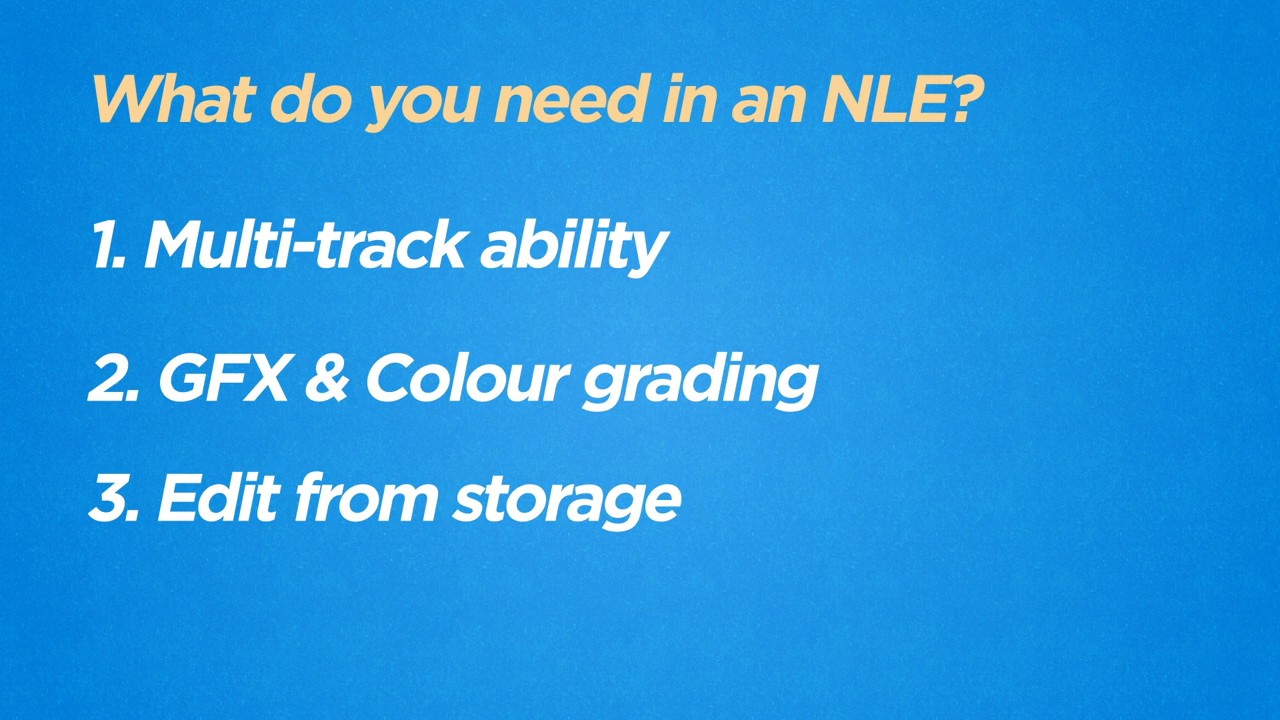 What do you need in an NLE?
1. Multi-track ability
2. GFX & Colour grading
3. Edit from storage